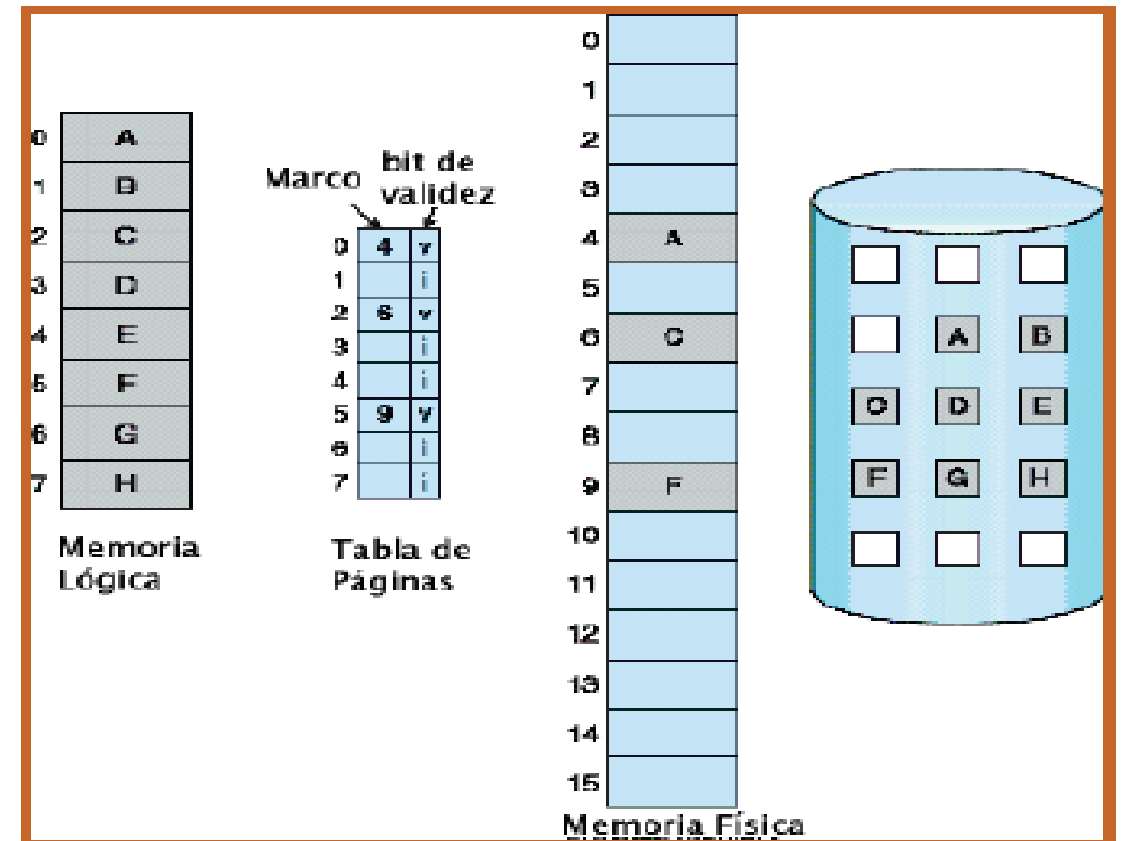 0 A
1 B
2 C
3 D
4 E
5 F
6 G
7 H
Memoria
Lógica
Marco
bit de
validez
0 4 v
1 i
2 6 v
3 i
4 i
5 9 v
6 i
7 i
Tabla de
Páginas
0
1
2
3
4 A
5
6 C
7
8
9 F
10
11
12
13
14
15
Memoria Física
A B
C D E
F G H